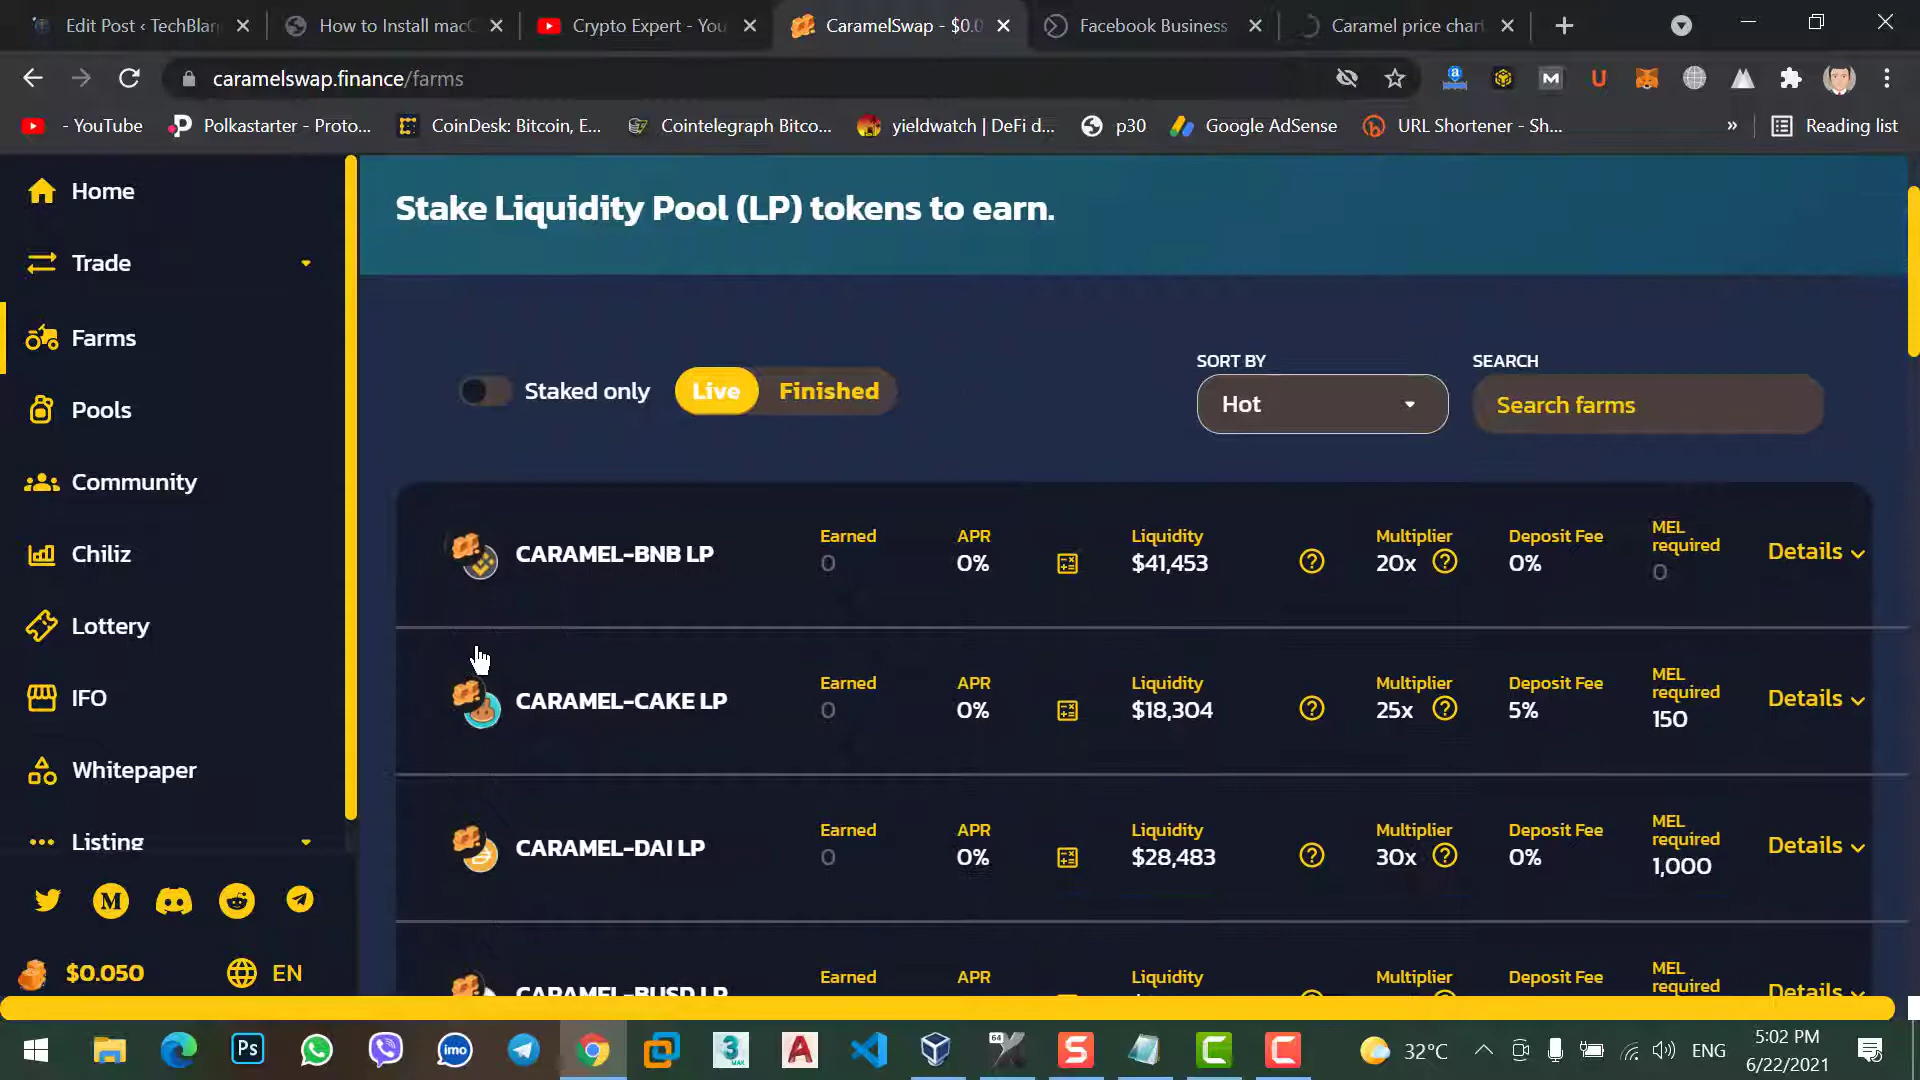 Edit Post ‹ TechBlar
How to Install mac
Crypto Expert - You
CaramelSwap - $0.0
Facebook Business
Caramel price char
caramelswap.finance/farms
- YouTube
Polkastarter - Proto...
CoinDesk: Bitcoin, E...
Cointelegraph Bitco...
yieldwatch | DeFi d...
p30
Google AdSense
URL Shortener - Sh...
»
Reading list
Home
Trade
Farms
Pools
Community
Chiliz
Lottery
IFO
Whitepaper
Listing
$0.050
EN
Stake Liquidity Pool (LP) tokens to earn.
Staked only
Live
Finished
SORT BY
Hot
SEARCH
Search farms
CARAMEL-BNB LP
Earned
0
APR
0%
Liquidity
$41,453
Multiplier
20x
Deposit Fee
0%
MEL
required
0
Details
CARAMEL-CAKE LP
Earned
0
APR
0%
Liquidity
$18,304
Multiplier
25x
Deposit Fee
5%
MEL
required
150
Details
CARAMEL-DAI LP
Earned
0
APR
0%
Liquidity
$28,483
Multiplier
30x
Deposit Fee
0%
MEL
required
1,000
Details
CARAMEL-BUSD LP
Earned
APR
Liquidity
Multiplier
Deposit Fee
MEL
required
Details
32°C
ENG
5:02 PM
6/22/2021